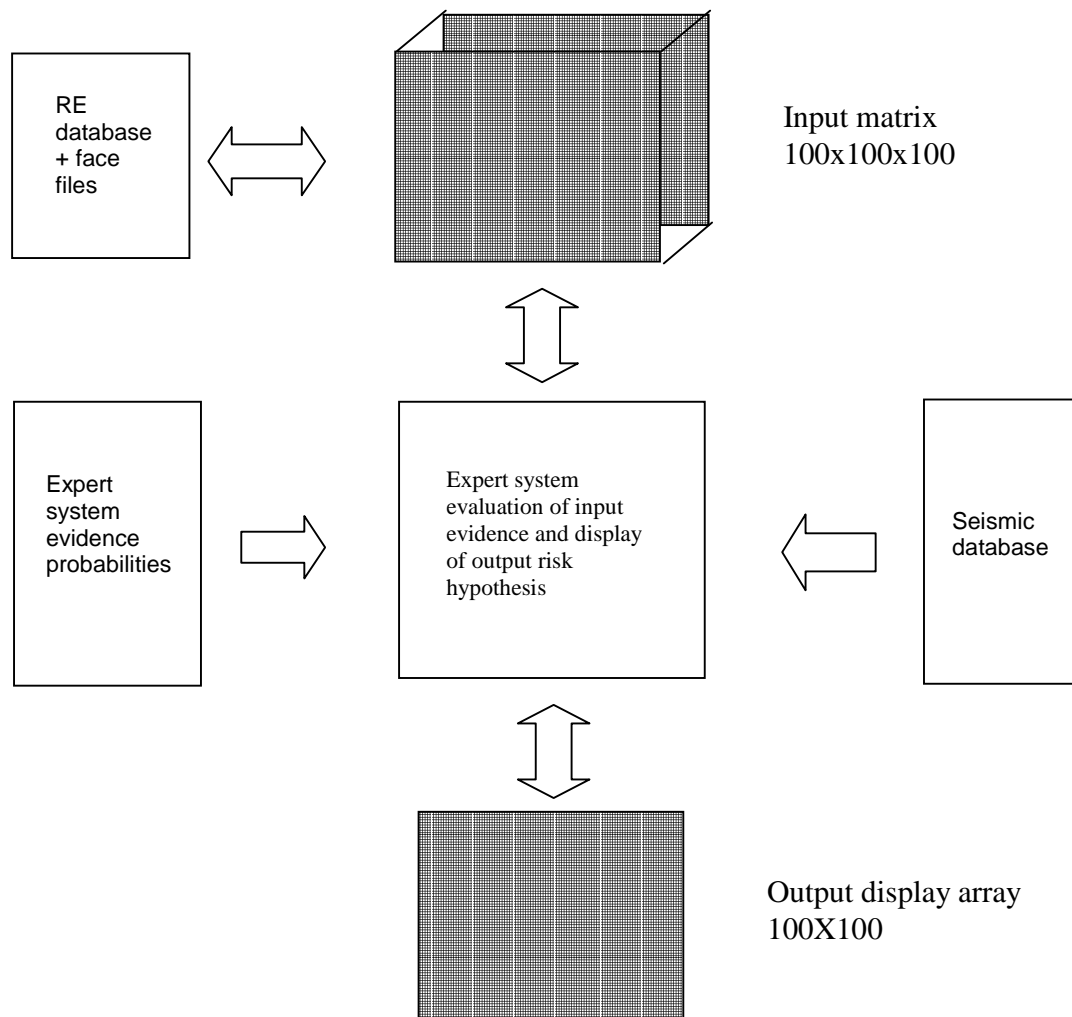 RE
database
+ face
files
Input matrix
100x100x100
Expert
system
evidence
probabilities
Expert system
evaluation of input
evidence and display
of output risk
hypothesis
Seismic
database
Output display array
100X100